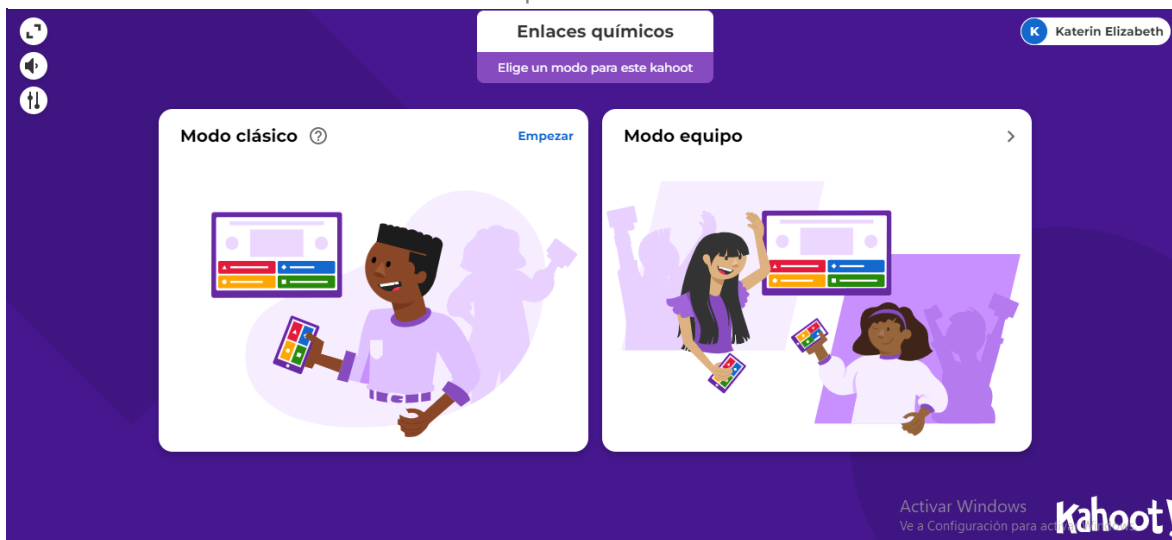 Enlaces químicos
K Katerin Elizabeth
Elige un modo para este kahoot
Modo clásico ?
Empezar
Modo equipo
Activar Windows
Ve a Configuración para
Kahoot